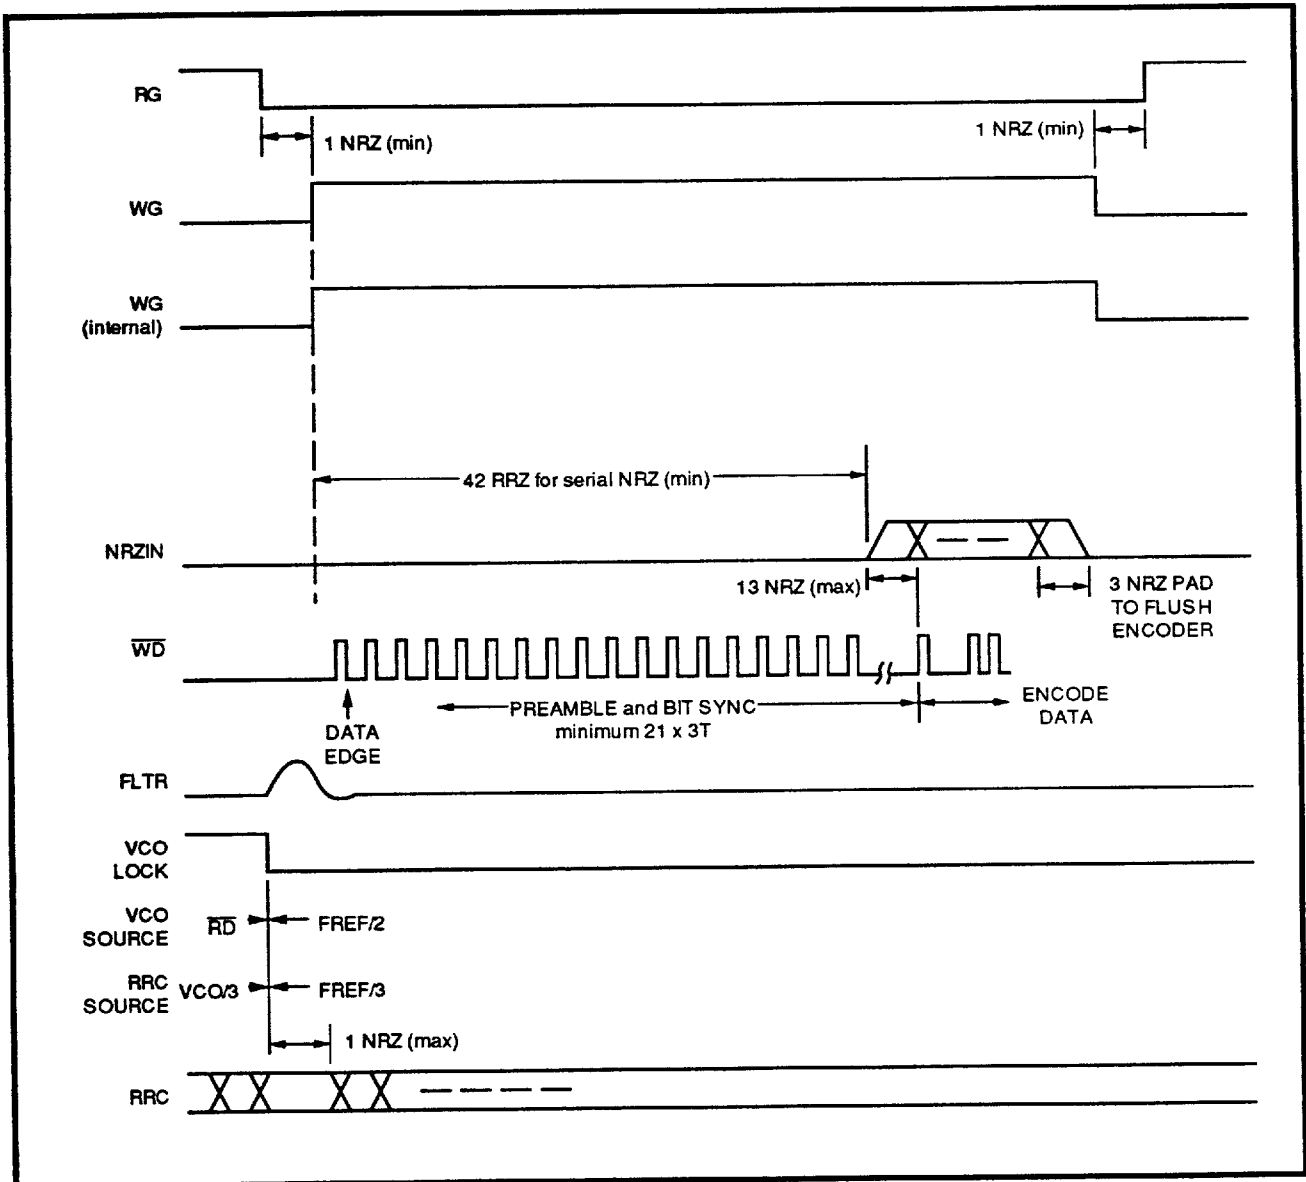 RG
1 NRZ (min)
1 NRZ (min)
WG
WG
(internal)
42 RRZ for serial NRZ (min)
NRZIN
13 NRZ (max)
3 NRZ PAD
TO FLUSH
ENCODER
WD
DATA
EDGE
PREAMBLE and BIT SYNC
minimum 21 x 3T
ENCODE
DATA
FLTR
VCO
LOCK
VCO
SOURCE
RD
FREF/2
RRC
SOURCE
VCO/3
FREF/3
1 NRZ (max)
RRC